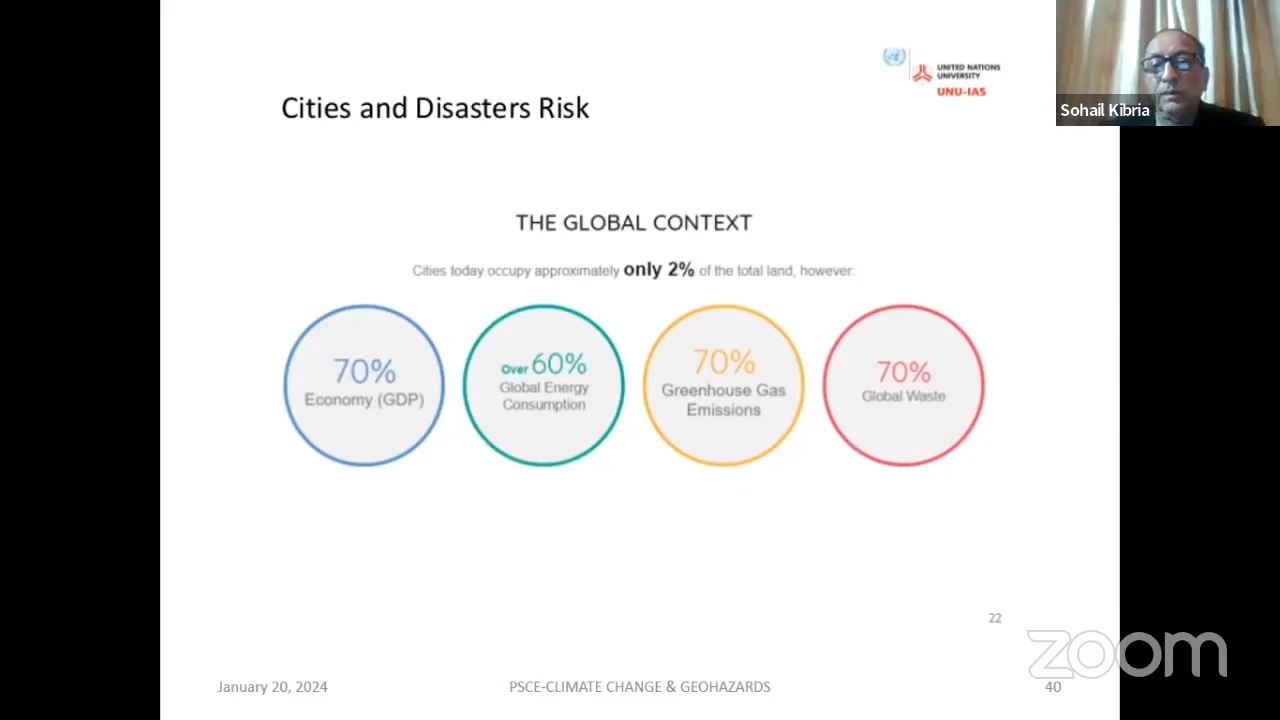 UNITED NATIONS
UNIVERSITY
UNU-IAS
Sohail Kibria
Cities and Disasters Risk
THE GLOBAL CONTEXT
Cities today occupy approximately only 2% of the total land, however:
70%
Economy (GDP)
Over 60%
Global Energy
Consumption
70%
Greenhouse Gas
Emissions
70%
Global Waste
22
zoom
January 20, 2024
PSCE-CLIMATE CHANGE & GEOHAZARDS
40